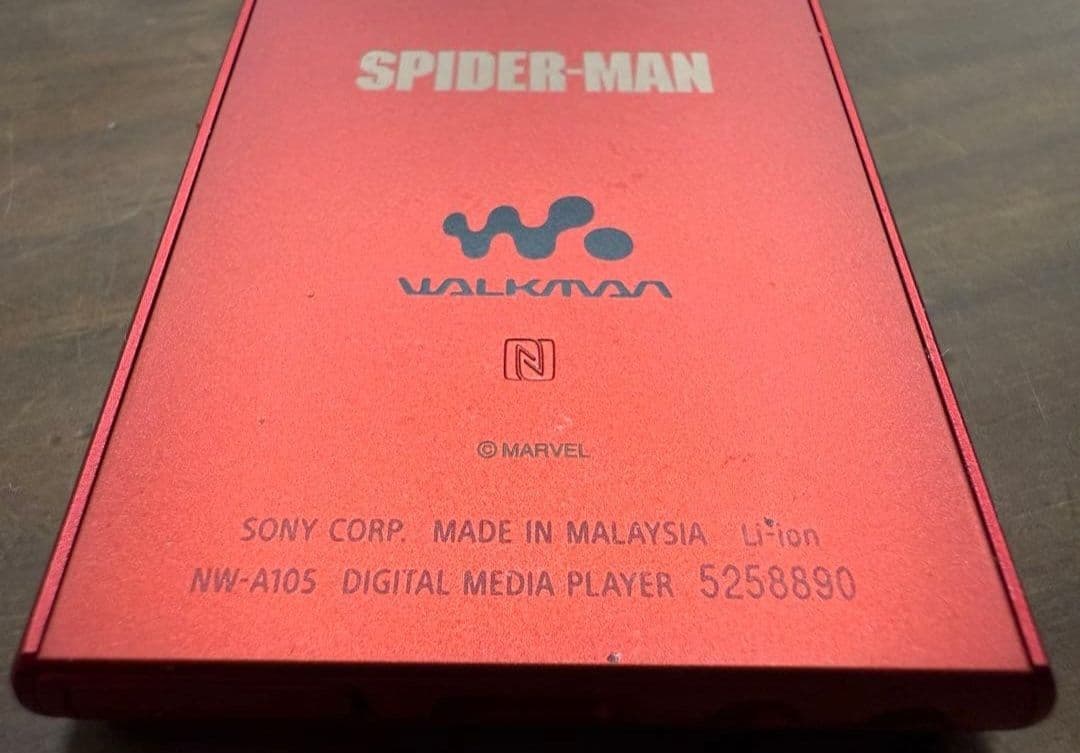 SPIDER-MAN
WALKMAN
© MARVEL
SONY CORP. MADE IN MALAYSIA Li-ion
NW-A105 DIGITAL MEDIA PLAYER 5258890